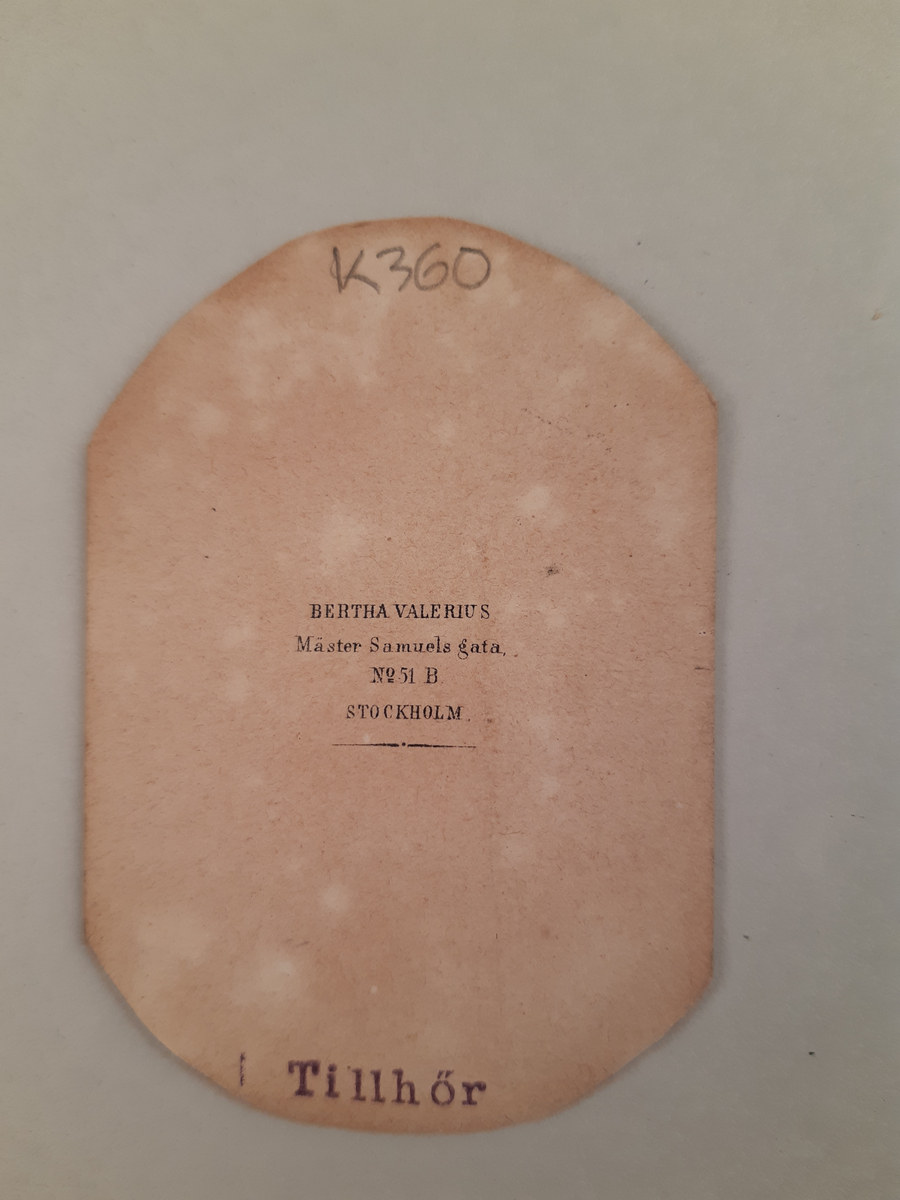 K360
BERTHA VALERIUS
Mäster Samuels gata,
Nº 51 B
STOCKHOLM.
Tillhör